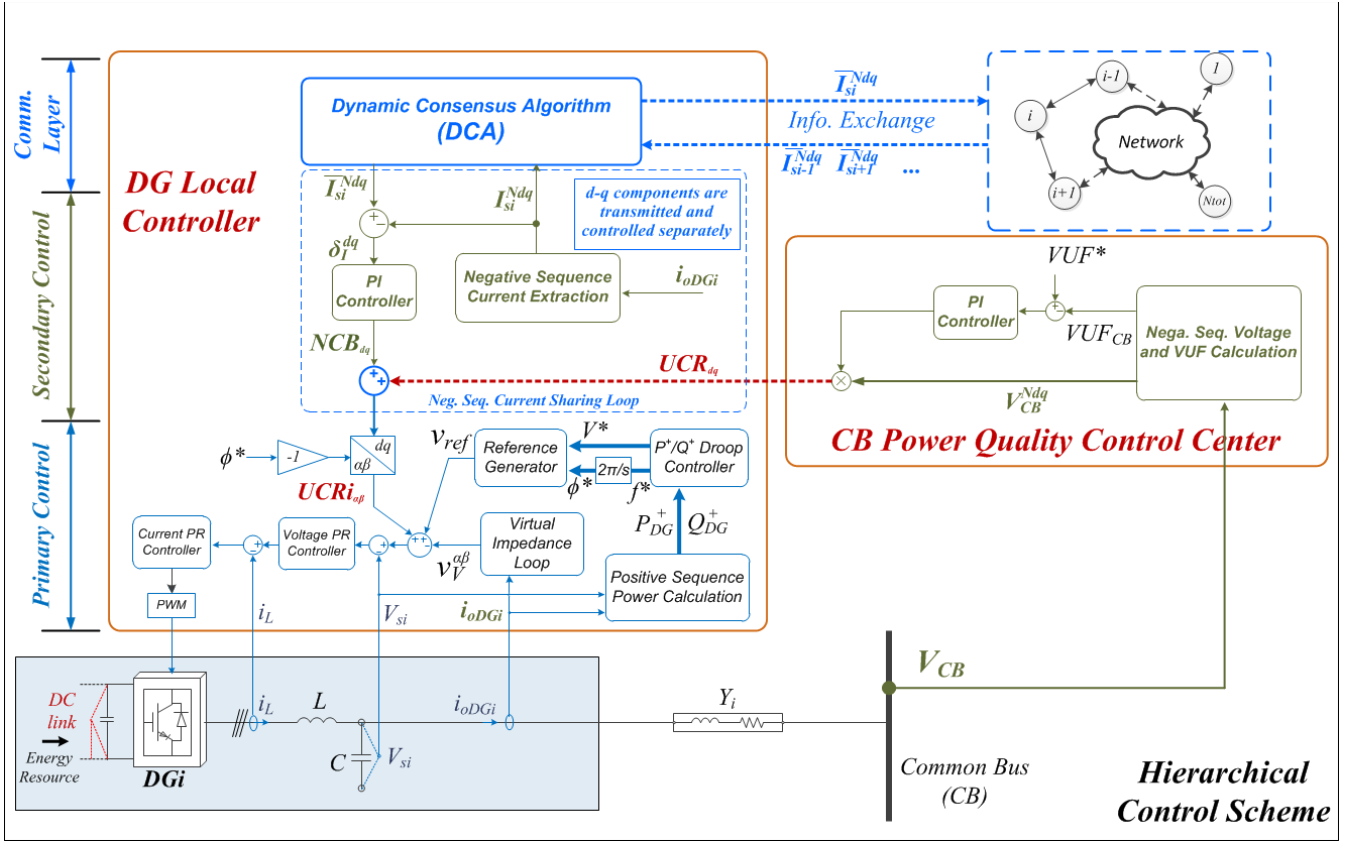 Comm.
Layer
Secondary Control
Primary Control
DG Local
Controller
Dynamic Consensus Algorithm
(DCA)
I̅_si^Ndq
Info. Exchange
I̅_si-1^Ndq I̅_si+1^Ndq ...
i-1
1
i
Network
i+1
Ntot
I̅_si^Ndq
I_si^Ndq
d-q components are
transmitted and
controlled separately
+
−
δ_I^dq
PI
Controller
Negative Sequence
Current Extraction
i_oDGi
NCB_dq
+
+
UCR_dq
Neg. Seq. Current Sharing Loop
VUF*
PI
Controller
+
−
VUF_CB
Nega. Seq. Voltage
and VUF Calculation
×
V_CB^Ndq
CB Power Quality Control Center
ϕ*
-1
dq
αβ
UCRi_αβ
v_ref
Reference
Generator
V*
ϕ*
2π/s
f*
P⁺/Q⁺ Droop
Controller
P_DG^+ Q_DG^+
Current PR
Controller
−
+
Voltage PR
Controller
−
+
+
+
−
v_V^αβ
Virtual
Impedance
Loop
Positive Sequence
Power Calculation
PWM
i_L
V_si
i_oDGi
DC
link
Energy
Resource
DGi
i_L
L
C
V_si
i_oDGi
Y_i
V_CB
Common Bus
(CB)
Hierarchical
Control Scheme